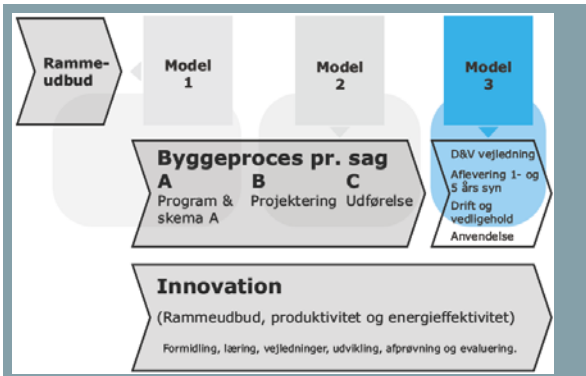 Ramme-
udbud
Model
1
Model
2
Model
3
Byggeproces pr. sag
A
Program &
skema A
B
Projektering
C
Udførelse
D&V vejledning
Aflevering 1- og
5 års syn
Drift og
vedligehold
Anvendelse
Innovation
(Rammeudbud, produktivitet og energieffektivitet)
Formidling, læring, vejledninger, udvikling, afprøvning og evaluering.